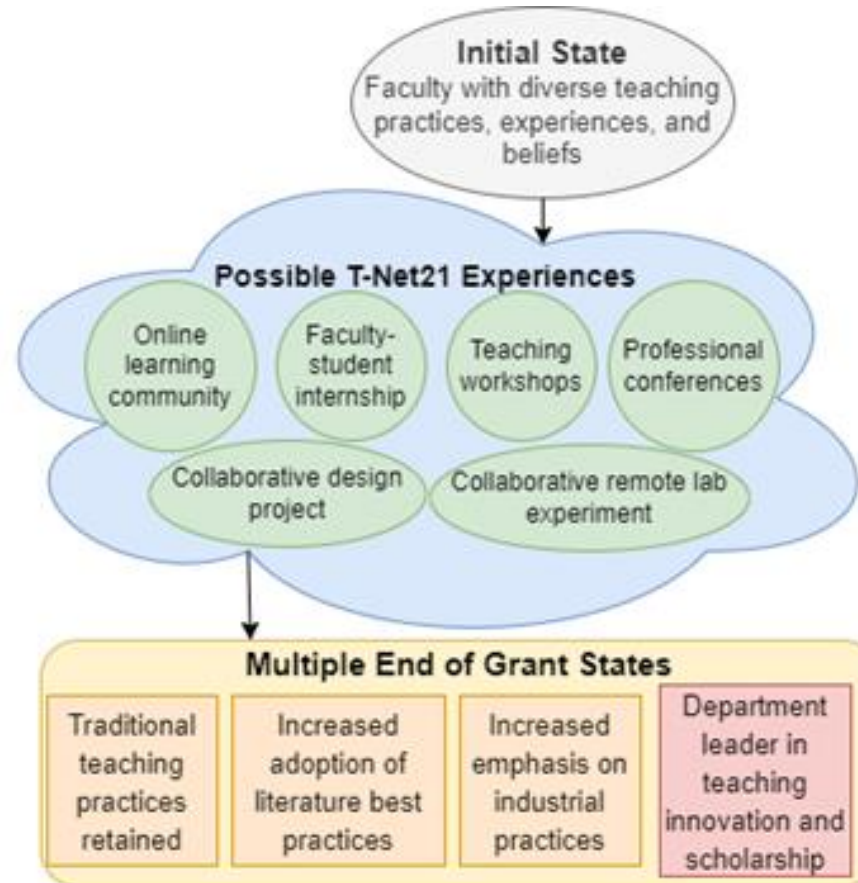 Initial State
Faculty with diverse teaching
practices, experiences, and
beliefs
Possible T-Net21 Experiences
Online
learning
community
Faculty-
student
internship
Teaching
workshops
Professional
conferences
Collaborative design
project
Collaborative remote lab
experiment
Multiple End of Grant States
Traditional
teaching
practices
retained
Increased
adoption of
literature best
practices
Increased
emphasis on
industrial
practices
Department
leader in
teaching
innovation and
scholarship